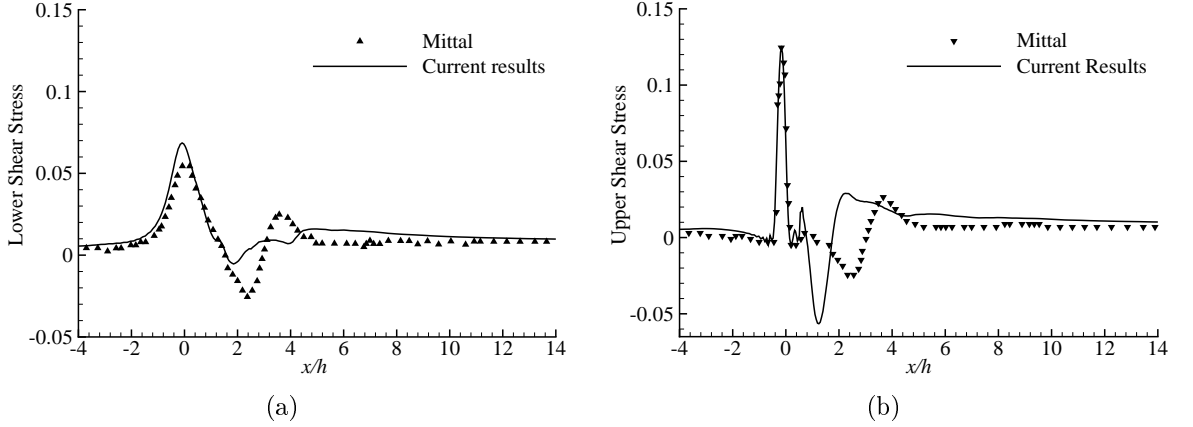 0.15
0.1
0.05
0
-0.05
Lower Shear Stress
Mittal
Current results
-4 -2 0 2 4 6 8 10 12 14
x/h
(a)
0.15
0.1
0.05
0
-0.05
Upper Shear Stress
Mittal
Current Results
-4 -2 0 2 4 6 8 10 12 14
x/h
(b)